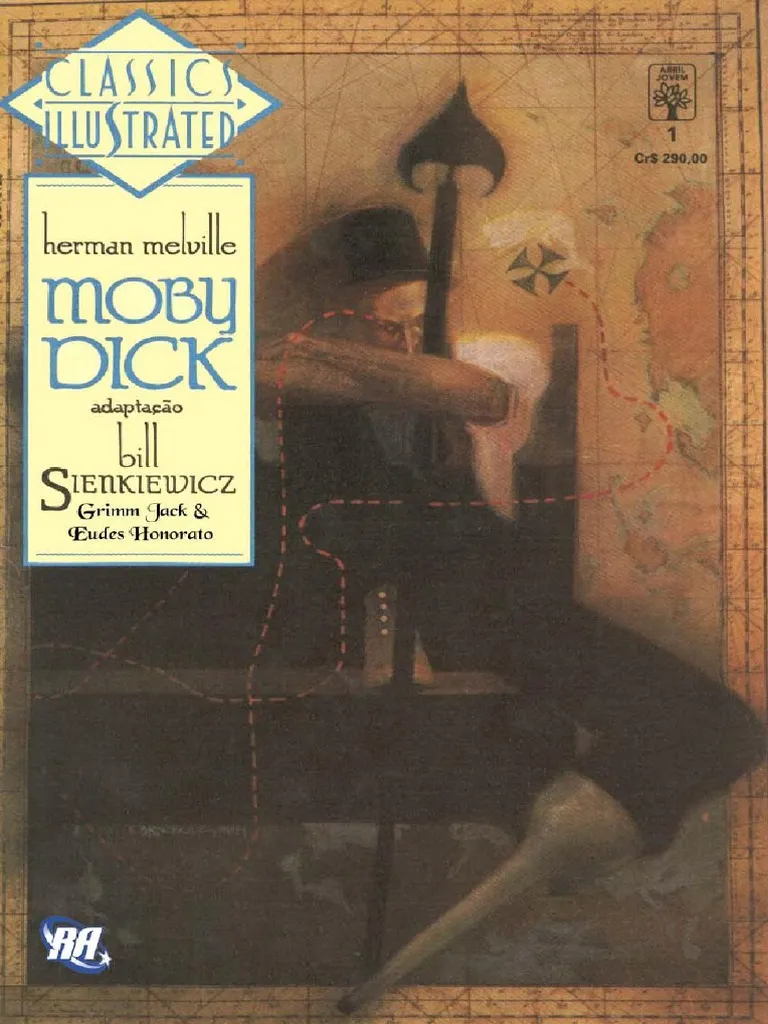 CLASSICS
ILLUSTRATED
ABRIL
JOVEM
1
Cr$ 290,00
herman melville
MOBY
DICK
adaptação
bill
SIENKIEWICZ
Grimm Jack &
Eudes Honorato
RA